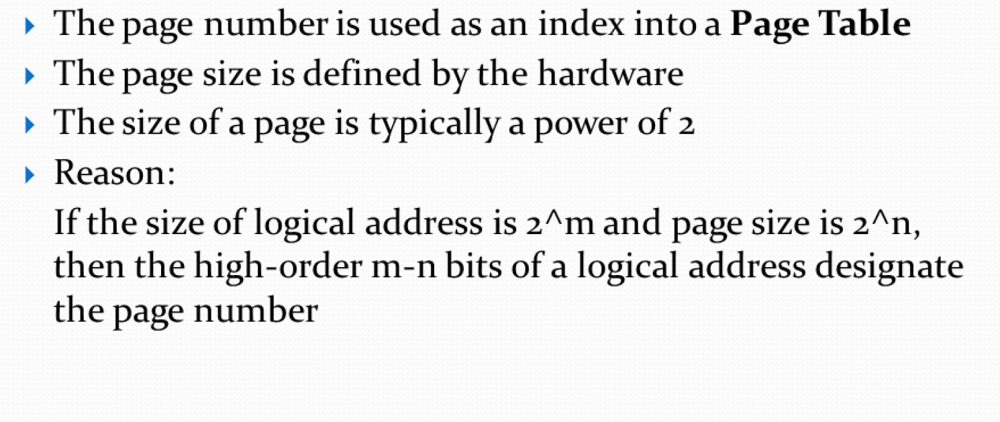 The page number is used as an index into a Page Table
The page size is defined by the hardware
The size of a page is typically a power of 2
Reason:
If the size of logical address is 2^m and page size is 2^n,
then the high-order m-n bits of a logical address designate
the page number